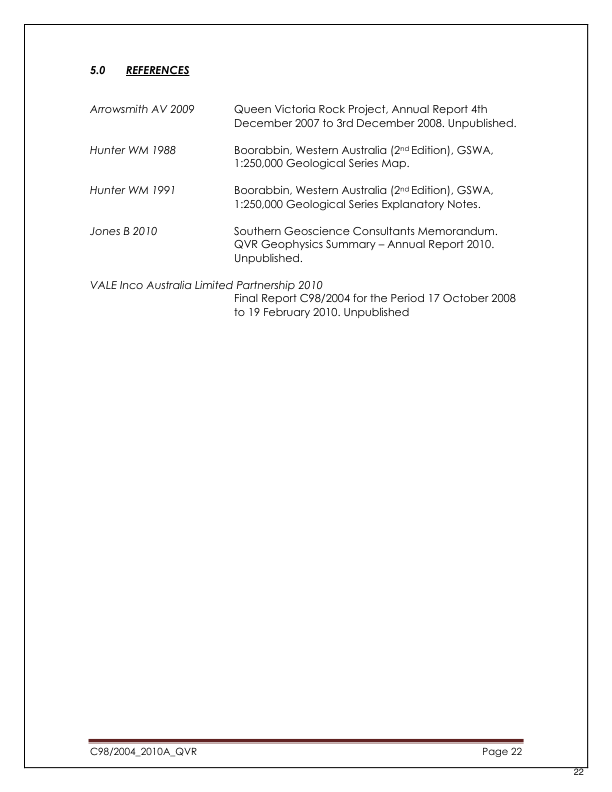 5.0 REFERENCES
Arrowsmith AV 2009 Queen Victoria Rock Project, Annual Report 4th
December 2007 to 3rd December 2008. Unpublished.
Hunter WM 1988 Boorabbin, Western Australia (2nd Edition), GSWA,
1:250,000 Geological Series Map.
Hunter WM 1991 Boorabbin, Western Australia (2nd Edition), GSWA,
1:250,000 Geological Series Explanatory Notes.
Jones B 2010 Southern Geoscience Consultants Memorandum.
QVR Geophysics Summary – Annual Report 2010.
Unpublished.
VALE Inco Australia Limited Partnership 2010
Final Report C98/2004 for the Period 17 October 2008
to 19 February 2010. Unpublished
C98/2004_2010A_QVR Page 22
22